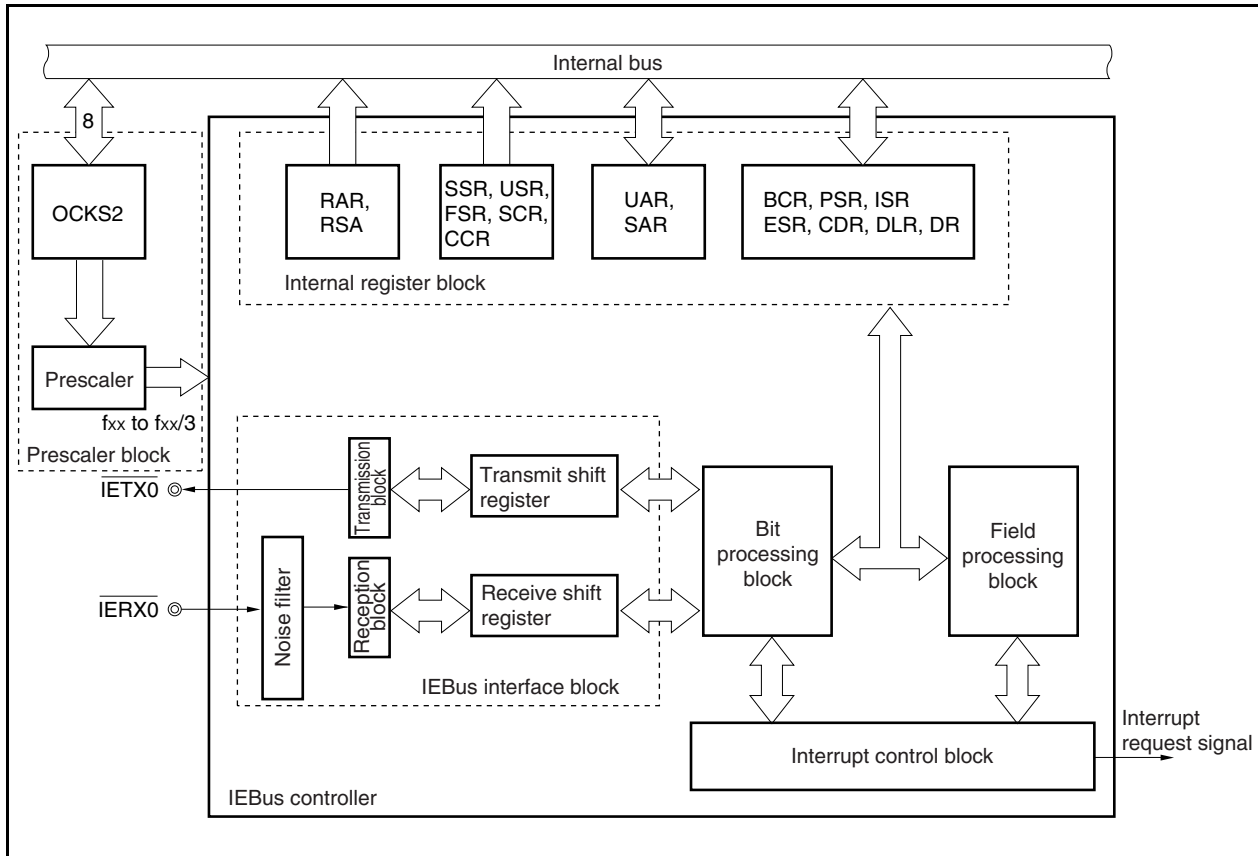 Internal bus
8
OCKS2
RAR,
RSA
SSR, USR,
FSR, SCR,
CCR
UAR,
SAR
BCR, PSR, ISR
ESR, CDR, DLR, DR
Internal register block
Prescaler
fxx to fxx/3
Prescaler block
IETX0
Transmission
block
Transmit shift
register
Bit
processing
block
Field
processing
block
IERX0
Noise filter
Reception
block
Receive shift
register
IEBus interface block
Interrupt control block
Interrupt
request signal
IEBus controller